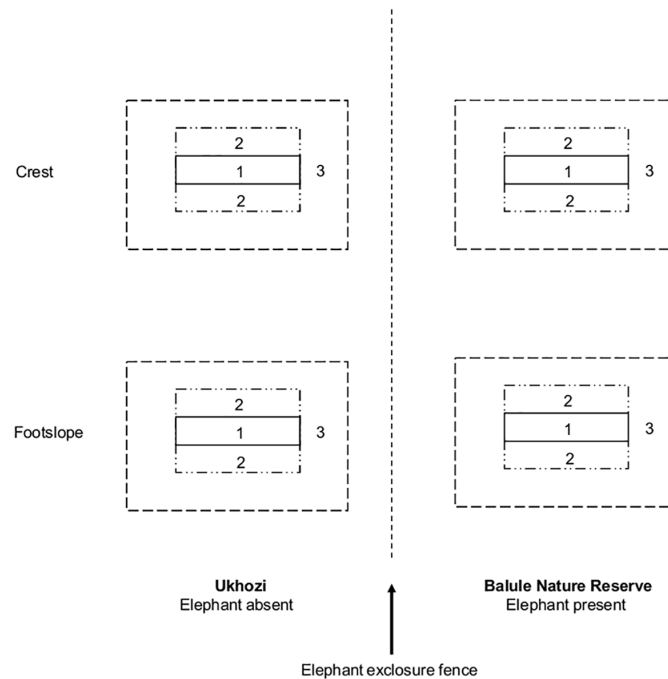 2 2
Crest 1 3 1 3
2 2
2 2
Footslope 1 3 1 3
2 2
Ukhozi Balule Nature Reserve
Elephant absent Elephant present
Elephant exclosure fence